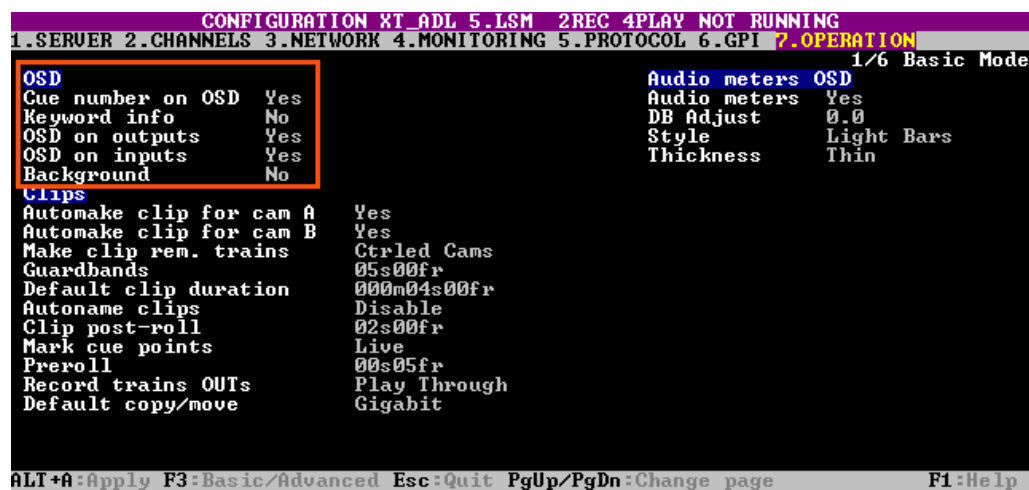 CONFIGURATION XT_ADL 5.LSM 2REC 4PLAY NOT RUNNING
1.SERVER 2.CHANNELS 3.NETWORK 4.MONITORING 5.PROTOCOL 6.GPI 7.OPERATION
1/6 Basic Mode
OSD
Cue number on OSD Yes
Keyword info No
OSD on outputs Yes
OSD on inputs Yes
Background No
Audio meters OSD
Audio meters Yes
DB Adjust 0.0
Style Light Bars
Thickness Thin
Clips
Automake clip for cam A Yes
Automake clip for cam B Yes
Make clip rem. trains Ctrled Cams
Guardbands 05s00fr
Default clip duration 000m04s00fr
Autoname clips Disable
Clip post-roll 02s00fr
Mark cue points Live
Preroll 00s05fr
Record trains OUTs Play Through
Default copy/move Gigabit
ALT+A:Apply F3:Basic/Advanced Esc:Quit PgUp/PgDn:Change page F1:Help